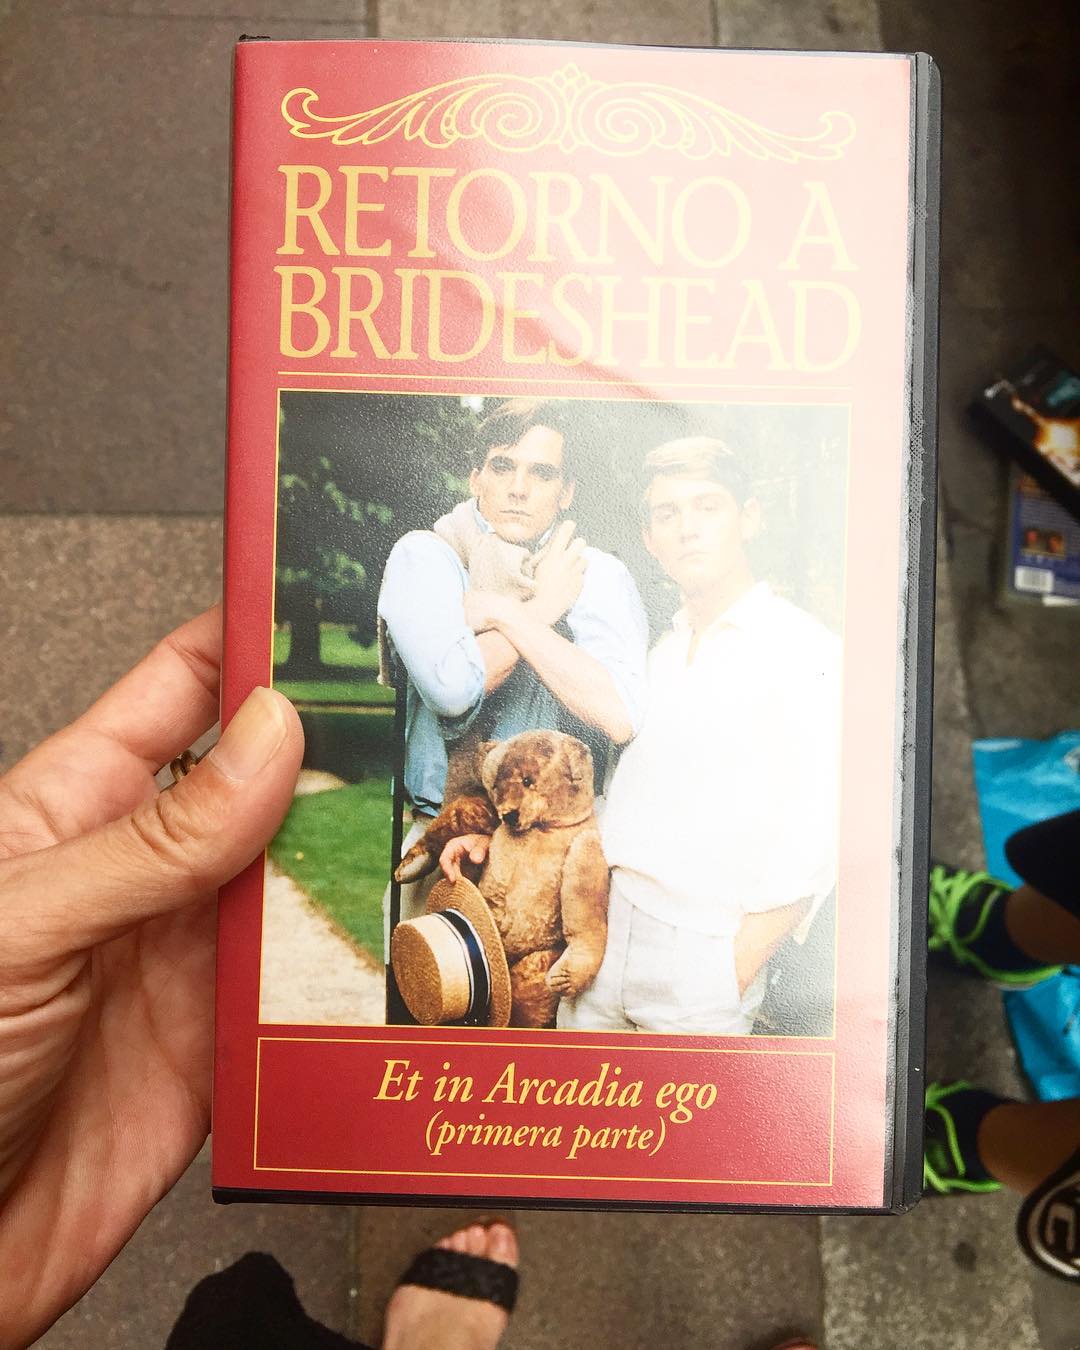 RETORNO A
BRIDESHEAD
Et in Arcadia ego
(primera parte)